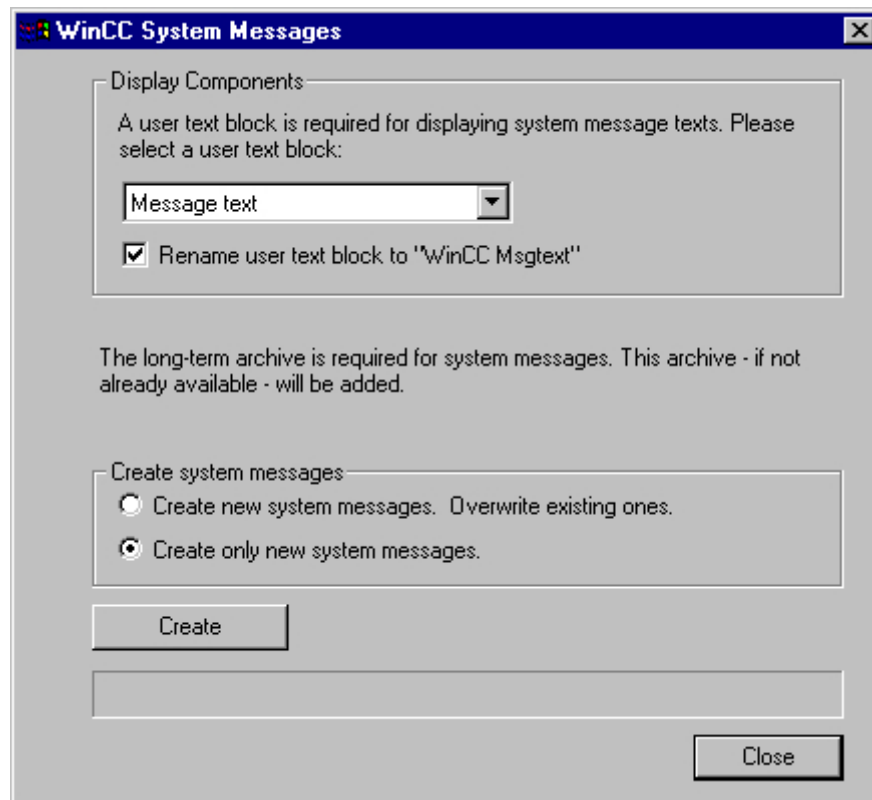 WinCC System Messages
Display Components
A user text block is required for displaying system message texts. Please
select a user text block:
Message text
Rename user text block to "WinCC Msgtext"
The long-term archive is required for system messages. This archive - if not
already available - will be added.
Create system messages
Create new system messages.  Overwrite existing ones.
Create only new system messages.
Create
Close